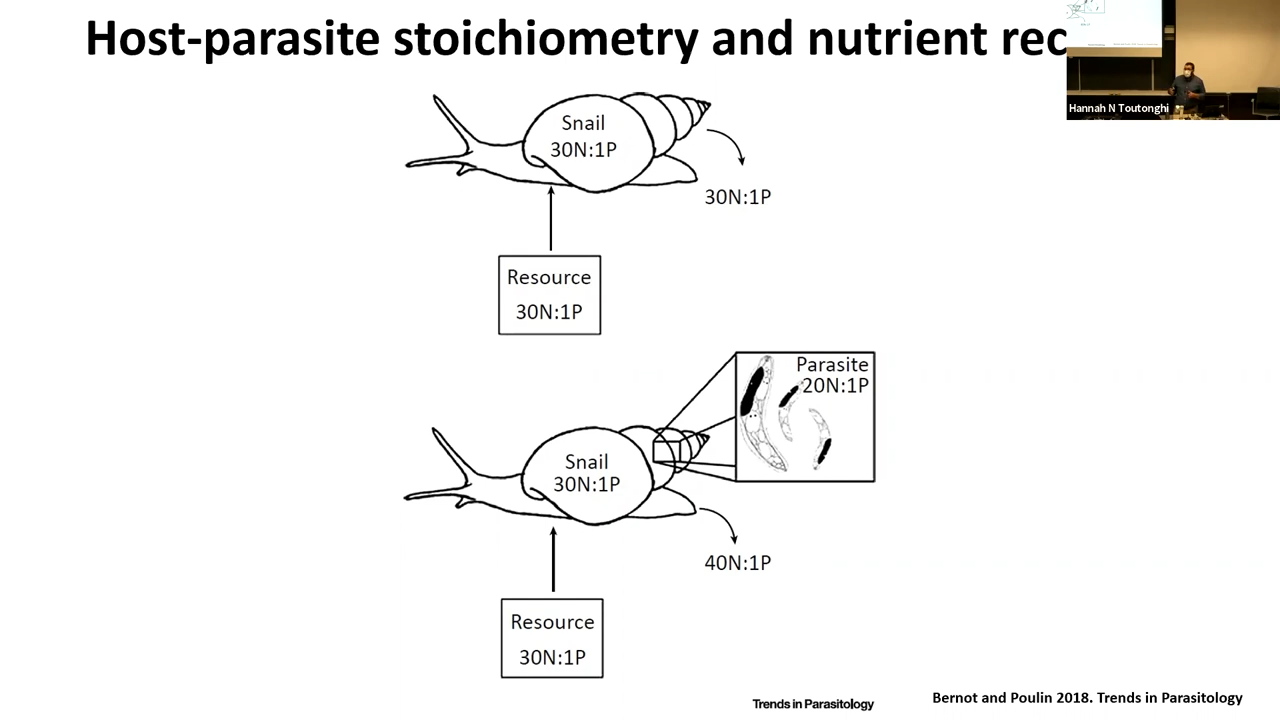 Host-parasite stoichiometry and nutrient rec
Hannah N Toutonghi
Snail
30N:1P
30N:1P
Resource
30N:1P
Parasite
20N:1P
Snail
30N:1P
40N:1P
Resource
30N:1P
Trends in Parasitology
Bernot and Poulin 2018. Trends in Parasitology